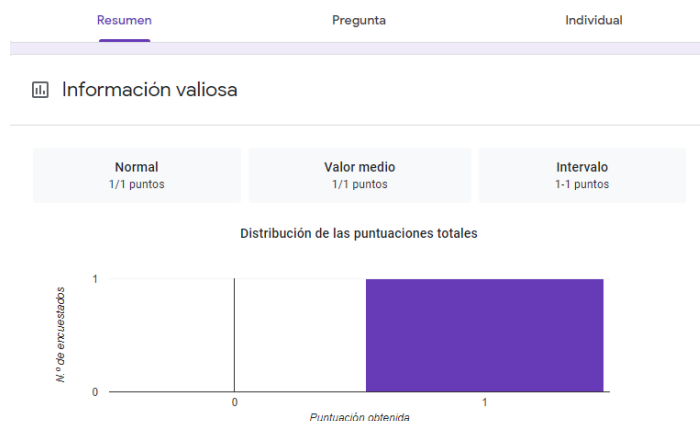 Resumen Pregunta Individual
Información valiosa
Normal Valor medio Intervalo
1/1 puntos 1/1 puntos 1-1 puntos
Distribución de las puntuaciones totales
1
N.º de encuestados
0
0 1
Puntuación obtenida